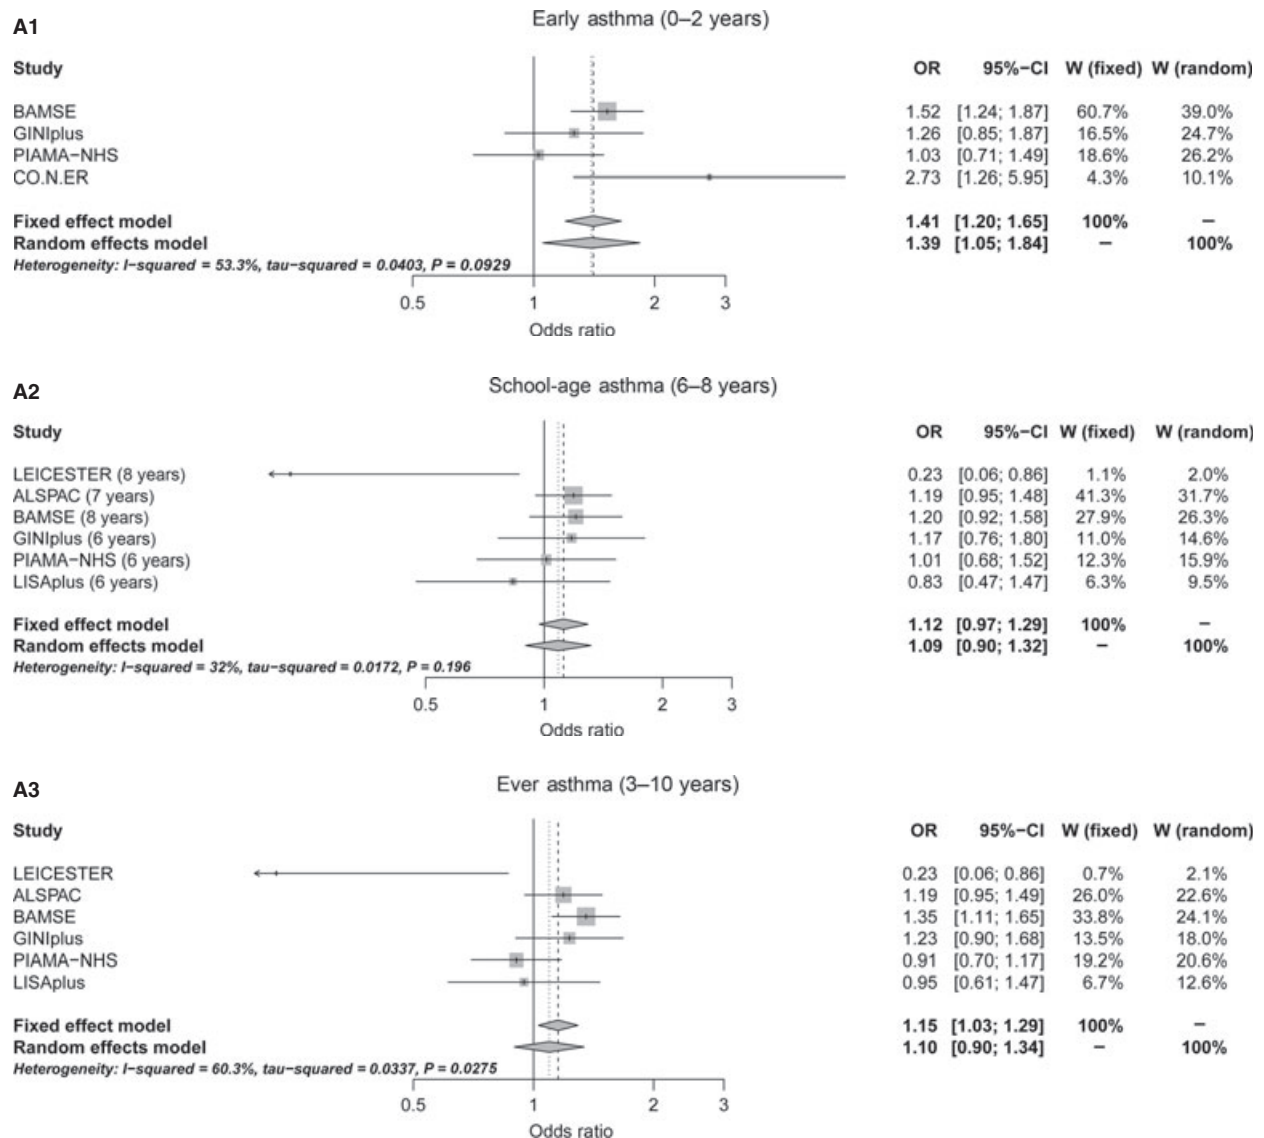 A1
Early asthma (0–2 years)
Study OR 95%−CI W (fixed) W (random)
BAMSE 1.52 [1.24; 1.87] 60.7% 39.0%
GINIplus 1.26 [0.85; 1.87] 16.5% 24.7%
PIAMA−NHS 1.03 [0.71; 1.49] 18.6% 26.2%
CO.N.ER 2.73 [1.26; 5.95] 4.3% 10.1%
Fixed effect model 1.41 [1.20; 1.65] 100% –
Random effects model 1.39 [1.05; 1.84] – 100%
Heterogeneity: I−squared = 53.3%, tau−squared = 0.0403, P = 0.0929
0.5 1 2 3
Odds ratio
A2
School-age asthma (6–8 years)
Study OR 95%−CI W (fixed) W (random)
LEICESTER (8 years) 0.23 [0.06; 0.86] 1.1% 2.0%
ALSPAC (7 years) 1.19 [0.95; 1.48] 41.3% 31.7%
BAMSE (8 years) 1.20 [0.92; 1.58] 27.9% 26.3%
GINIplus (6 years) 1.17 [0.76; 1.80] 11.0% 14.6%
PIAMA−NHS (6 years) 1.01 [0.68; 1.52] 12.3% 15.9%
LISAplus (6 years) 0.83 [0.47; 1.47] 6.3% 9.5%
Fixed effect model 1.12 [0.97; 1.29] 100% –
Random effects model 1.09 [0.90; 1.32] – 100%
Heterogeneity: I−squared = 32%, tau−squared = 0.0172, P = 0.196
0.5 1 2 3
Odds ratio
A3
Ever asthma (3–10 years)
Study OR 95%−CI W (fixed) W (random)
LEICESTER 0.23 [0.06; 0.86] 0.7% 2.1%
ALSPAC 1.19 [0.95; 1.49] 26.0% 22.6%
BAMSE 1.35 [1.11; 1.65] 33.8% 24.1%
GINIplus 1.23 [0.90; 1.68] 13.5% 18.0%
PIAMA−NHS 0.91 [0.70; 1.17] 19.2% 20.6%
LISAplus 0.95 [0.61; 1.47] 6.7% 12.6%
Fixed effect model 1.15 [1.03; 1.29] 100% –
Random effects model 1.10 [0.90; 1.34] – 100%
Heterogeneity: I−squared = 60.3%, tau−squared = 0.0337, P = 0.0275
0.5 1 2 3
Odds ratio